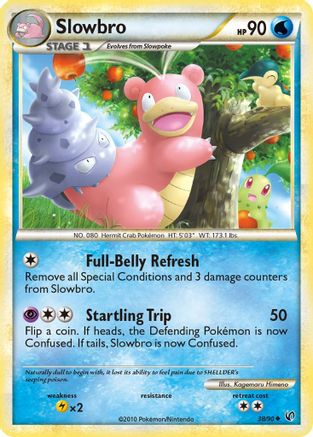 Slowbro HP 90
STAGE 1 Evolves from Slowpoke
NO. 080 Hermit Crab Pokémon HT: 5'03" WT: 173.1 lbs.
Full-Belly Refresh
Remove all Special Conditions and 3 damage counters
from Slowbro.
Startling Trip 50
Flip a coin. If heads, the Defending Pokémon is now
Confused. If tails, Slowbro is now Confused.
Naturally dull to begin with, it lost its ability to feel pain due to SHELLDER's
seeping poison.
Illus. Kagemaru Himeno
weakness resistance retreat cost
×2
©2010 Pokémon/Nintendo 38/90